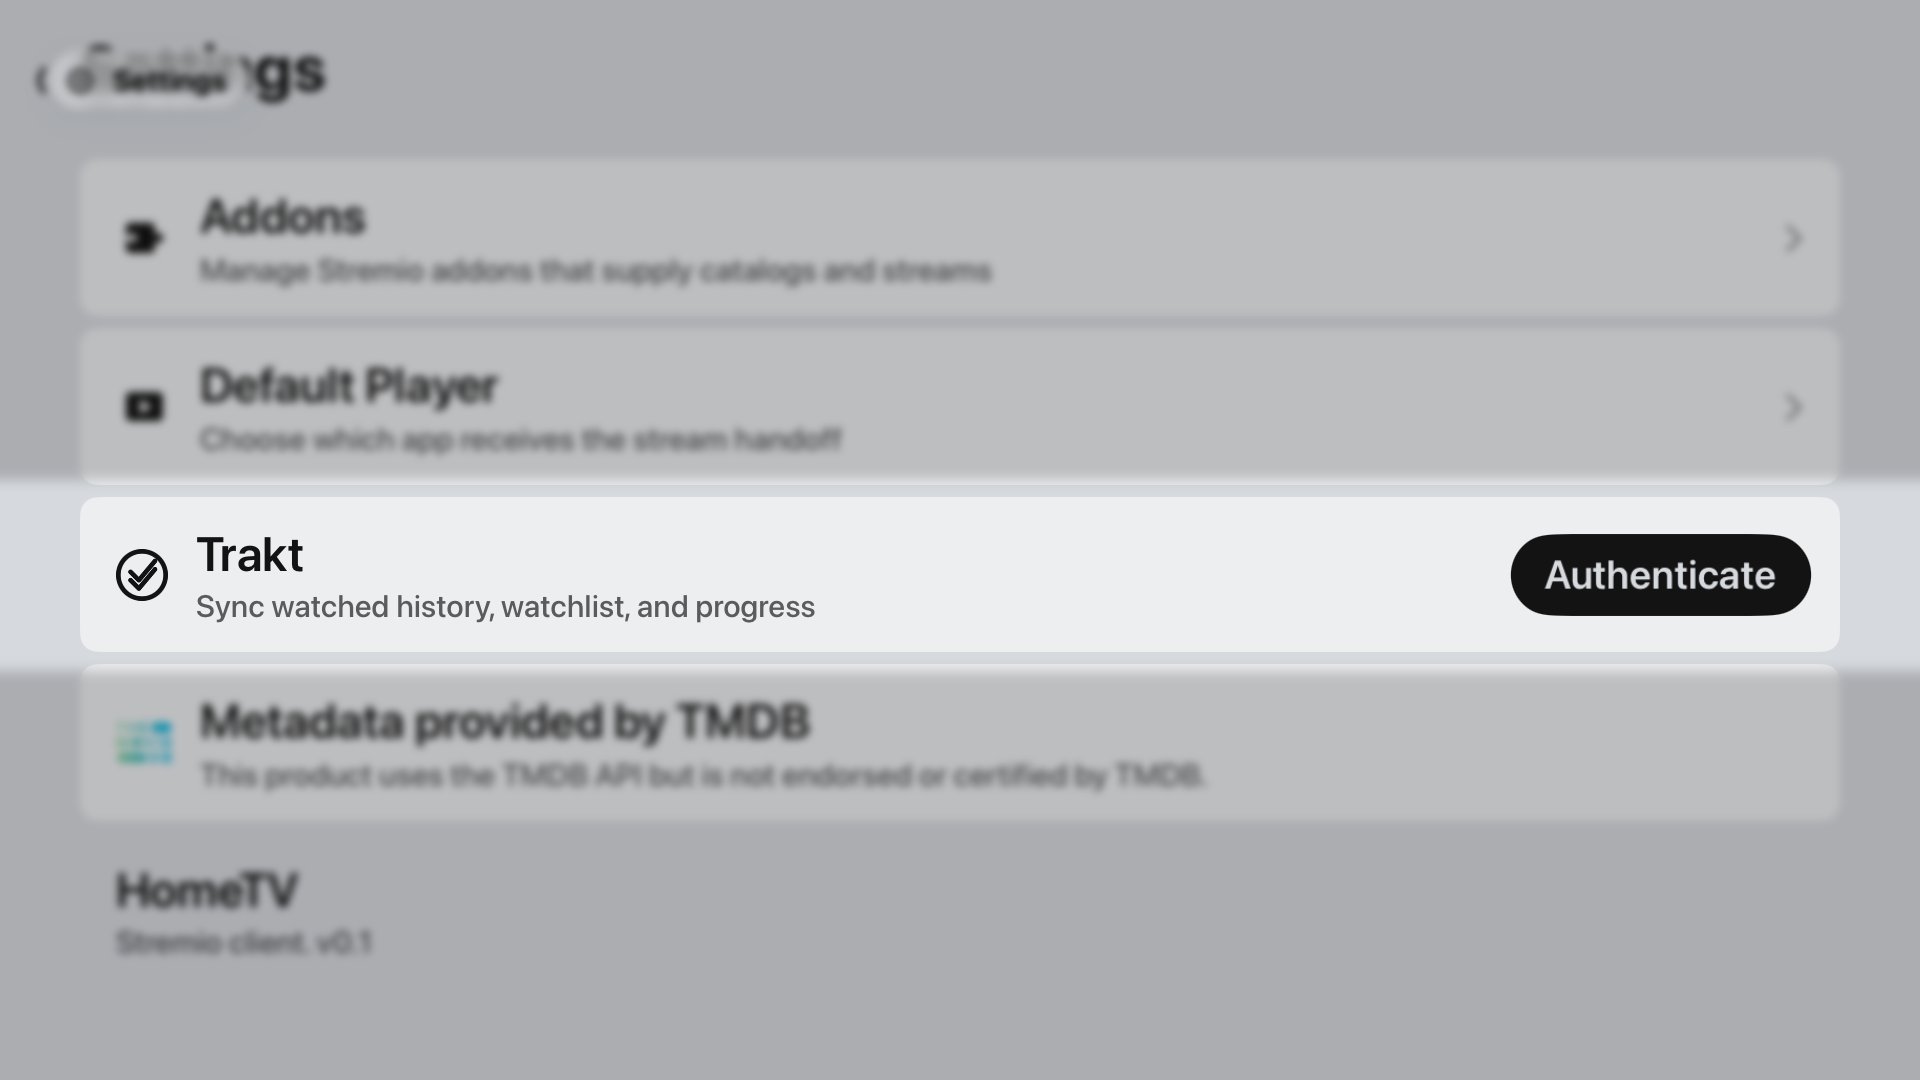 Settings
Settings
Addons
Manage Stremio addons that supply catalogs and streams
Default Player
Choose which app receives the stream handoff
Trakt
Sync watched history, watchlist, and progress
Authenticate
Metadata provided by TMDB
This product uses the TMDB API but is not endorsed or certified by TMDB.
HomeTV
Stremio client. v0.1